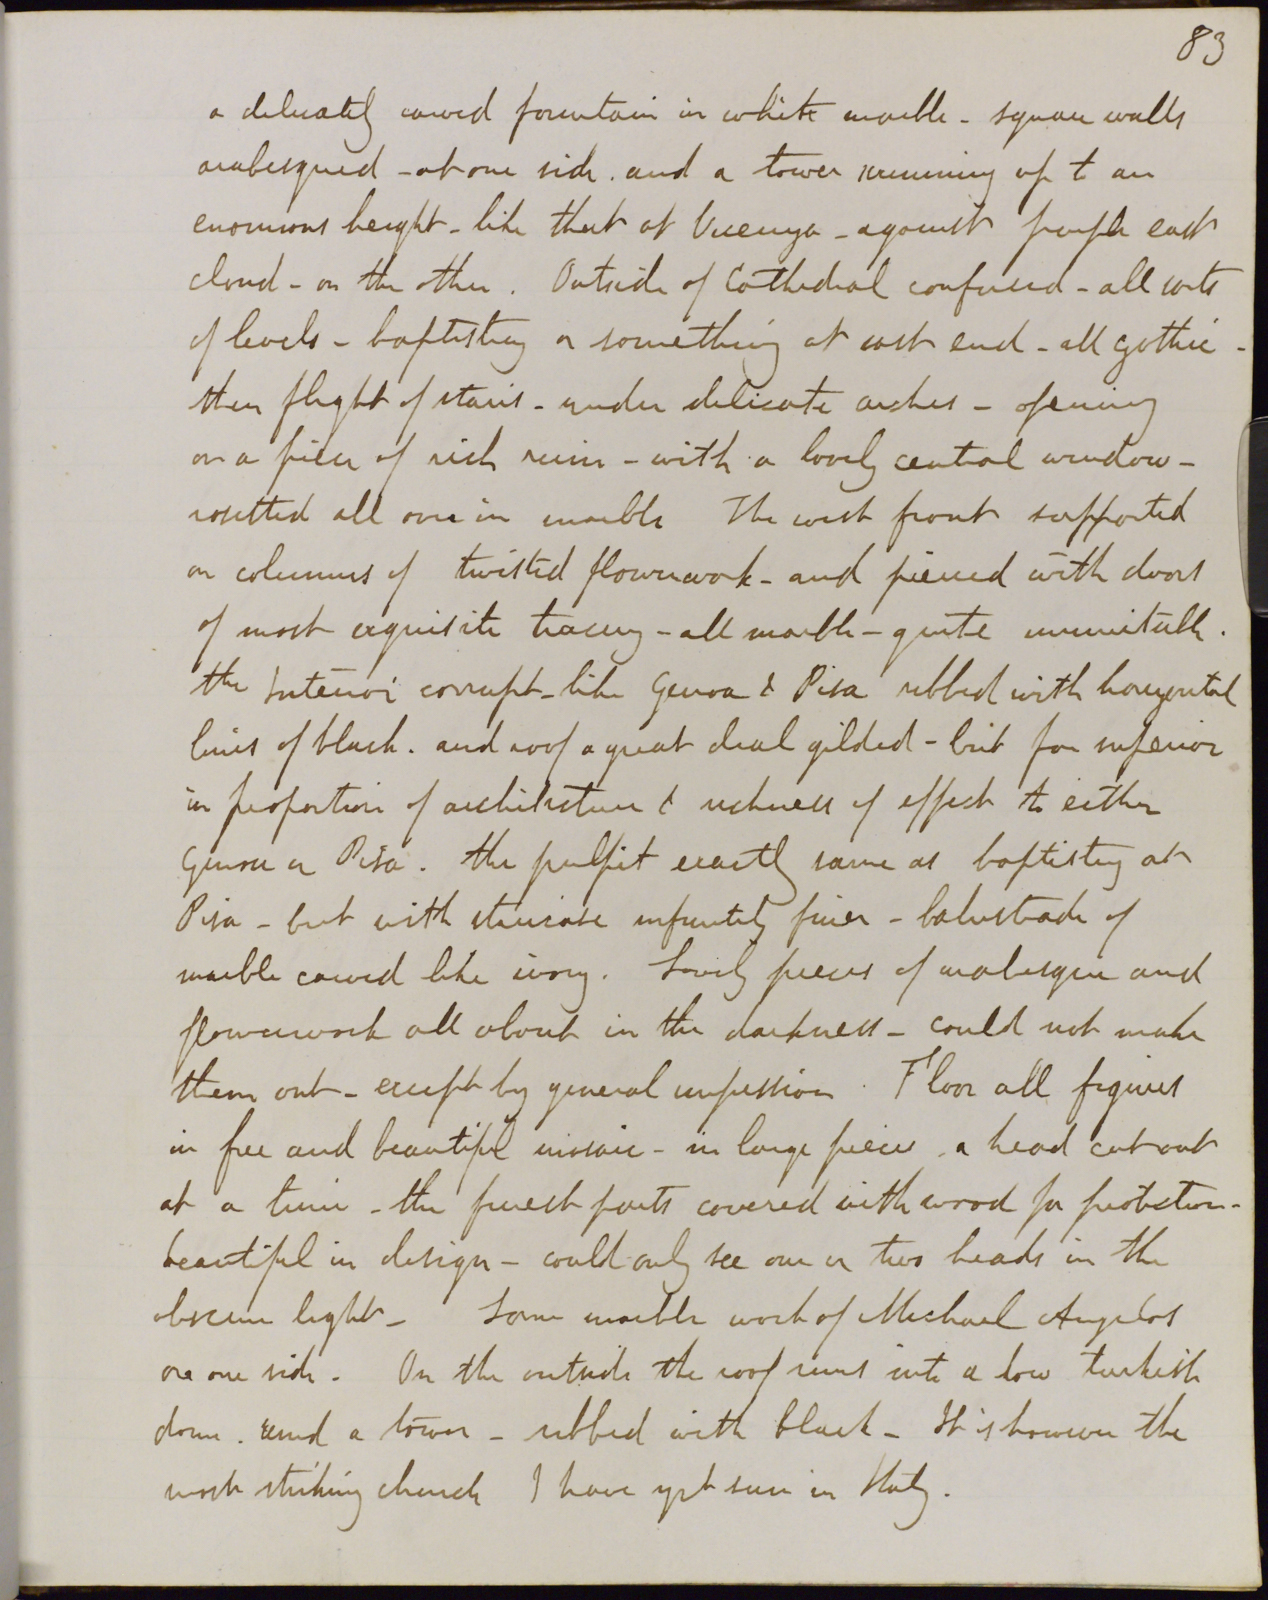 83
a delicately carved fountain in white marble - square walls
arabesqued - at one side. and a tower running up to an
enormous height - like that at Vicenza - against purple east
cloud - on the other. Outside of Cathedral confused - all sorts
of levels - baptistery or something at east end - all gothic -
then flight of stairs - under delicate arches - opening
on a piece of rich ruin - with a lovely central window -
rosetted all over in marble The west front supported
on columns of twisted flowerwork - and pierced with doors
of most exquisite tracery - all marble - quite inimitable.
the Interior corrupt - like Genoa & Pisa ribbed with horizontal
lines of black. and roof a great deal gilded - but far inferior
in proportion of architecture & richness of effect to either
Genoa or Pisa. the pulpit exactly same as baptistery at
Pisa - but with staircase infinitely finer - balustrade of
marble carved like ivory. Lovely pieces of arabesque and
flowerwork all about in the darkness - could not make
them out - except by general impression. Floor all figures
in free and beautiful mosaic - in large pieces, a head cut out
at a time - the finest parts covered with wood for protection -
beautiful in design - could only see one or two heads in the
obscure light - Some marble work of Michael Angelos
on one side. On the outside the roof runs into a low turkish
dome. and a tower - ribbed with black - It is however the
most striking church I have yet seen in Italy.